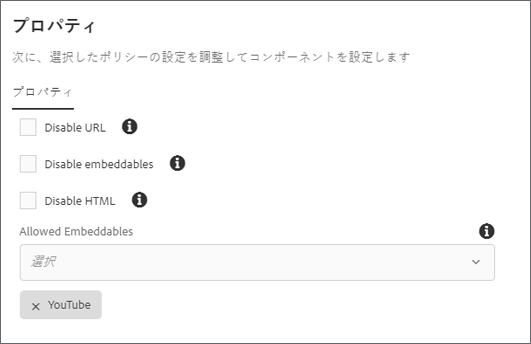 プロパティ
次に、選択したポリシーの設定を調整してコンポーネントを設定します
プロパティ
Disable URL
Disable embeddables
Disable HTML
Allowed Embeddables
選択
× YouTube